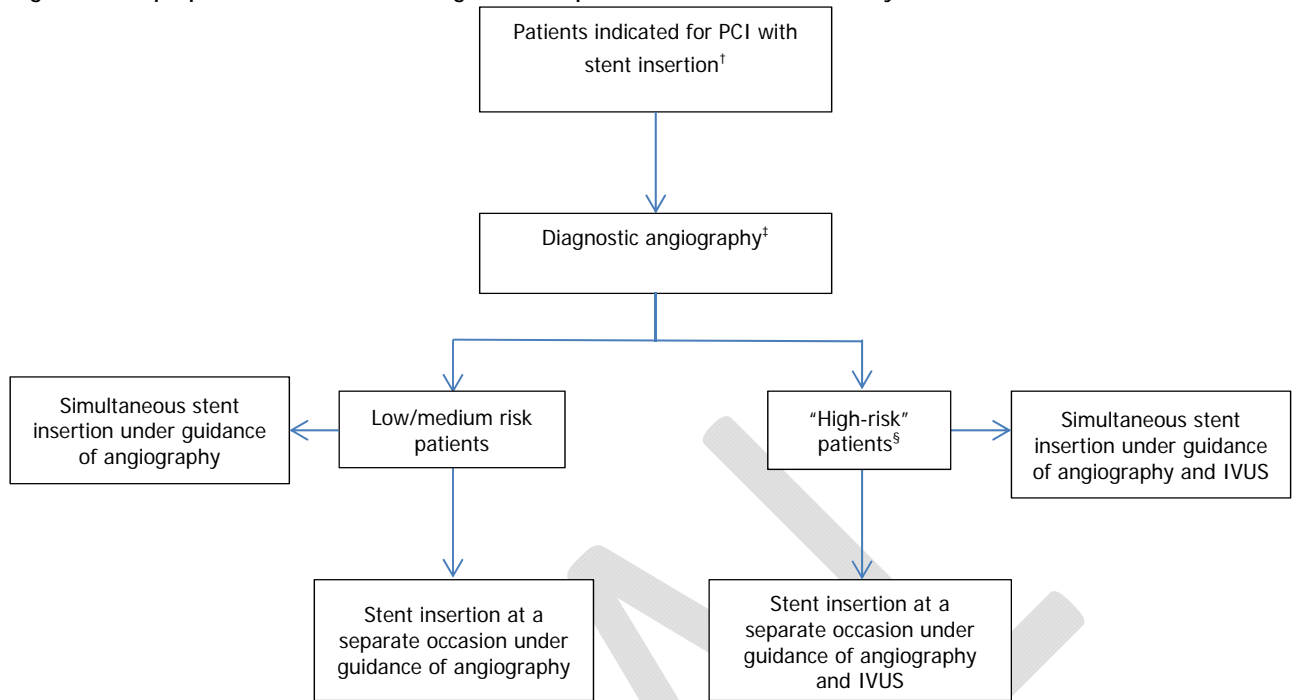 Patients indicated for PCI with
stent insertion†
Diagnostic angiography‡
Simultaneous stent
insertion under guidance
of angiography
Low/medium risk
patients
“High-risk”
patients§
Simultaneous stent
insertion under guidance
of angiography and IVUS
Stent insertion at a
separate occasion under
guidance of angiography
Stent insertion at a
separate occasion under
guidance of angiography
and IVUS